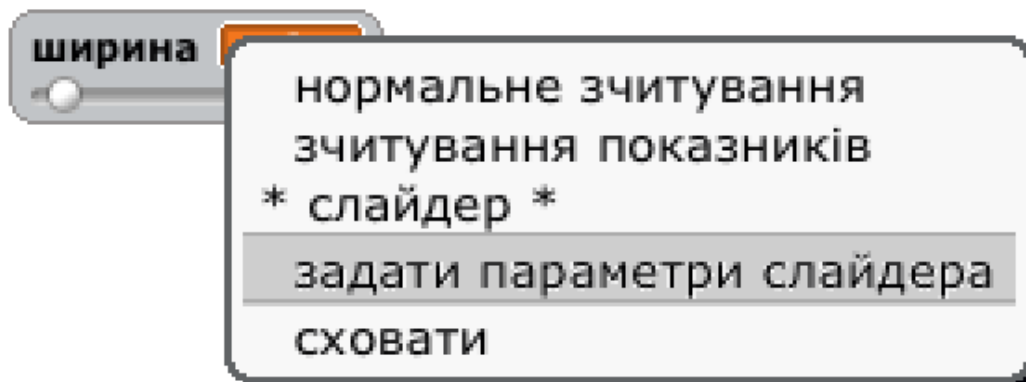 ширина
нормальне зчитування
зчитування показників
* слайдер *
задати параметри слайдера
сховати